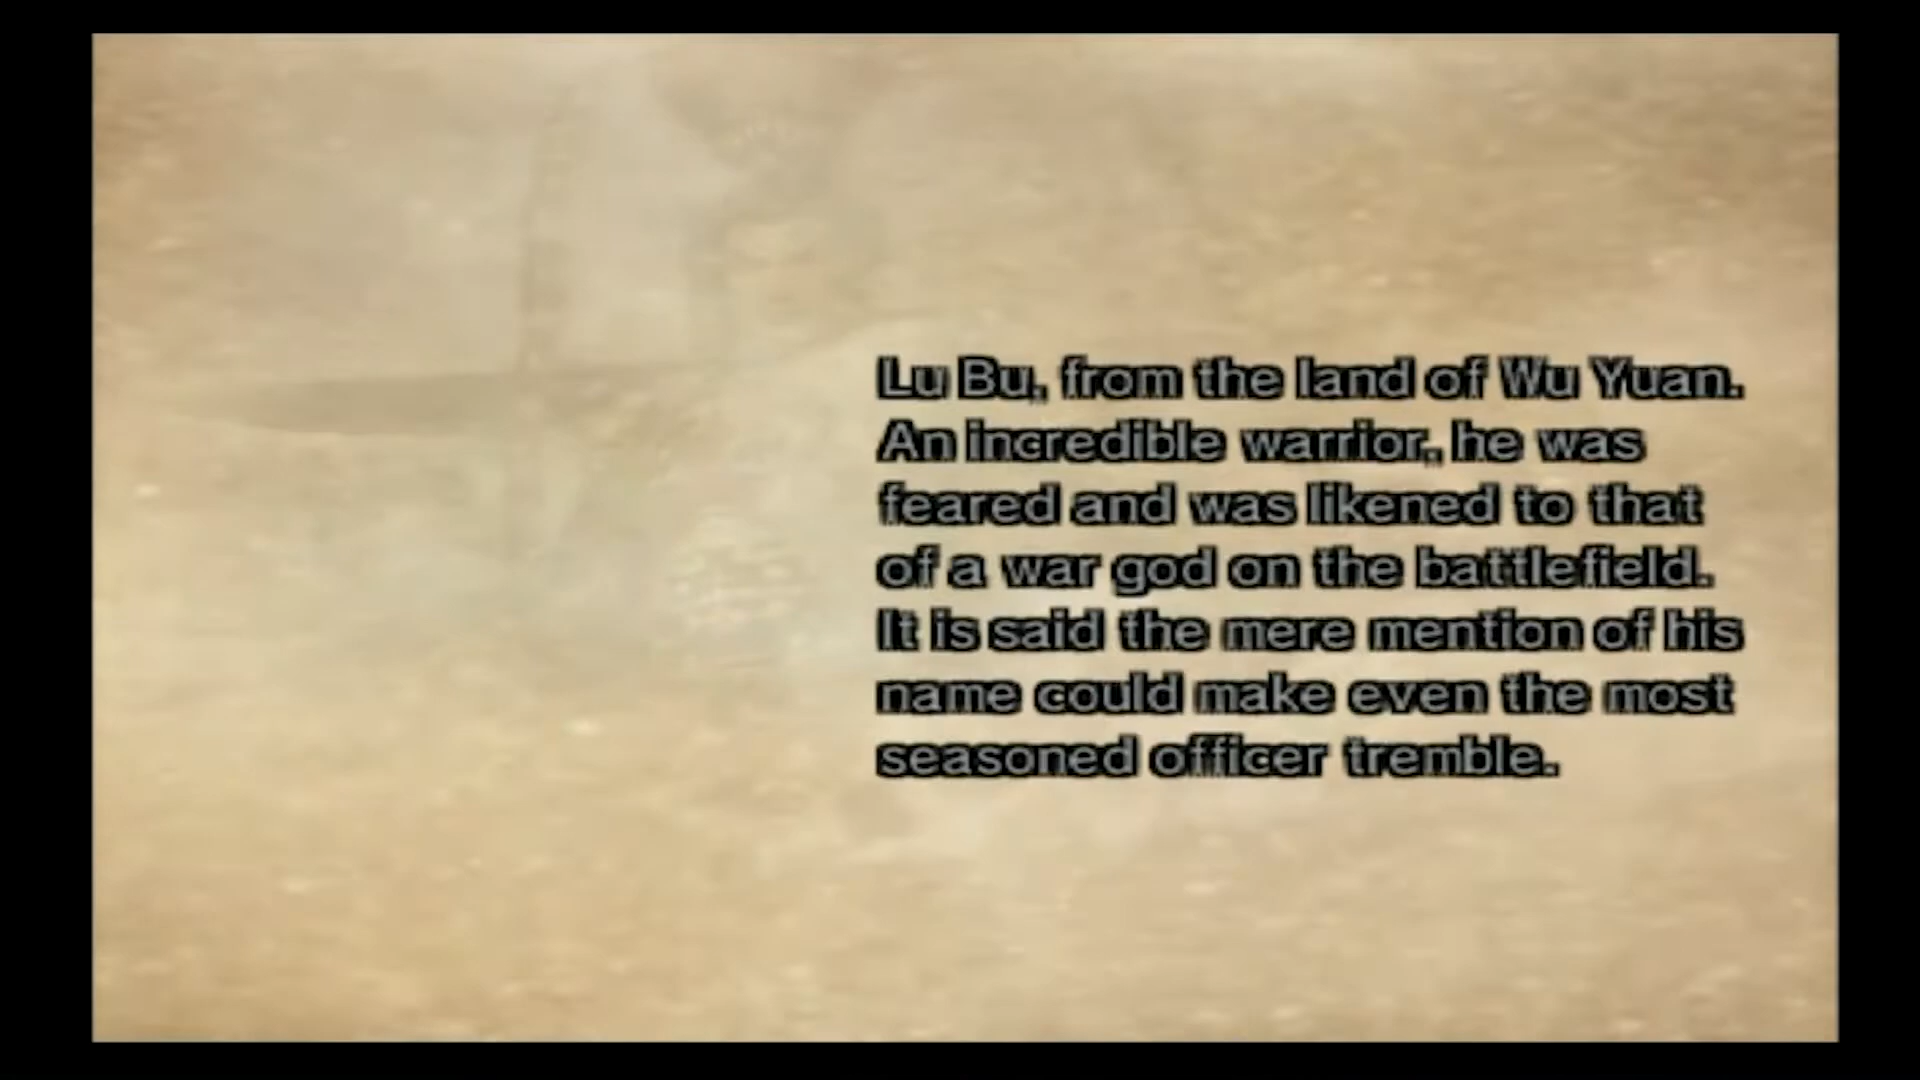 Lu Bu, from the land of Wu Yuan.
An incredible warrior, he was
feared and was likened to that
of a war god on the battlefield.
It is said the mere mention of his
name could make even the most
seasoned officer tremble.